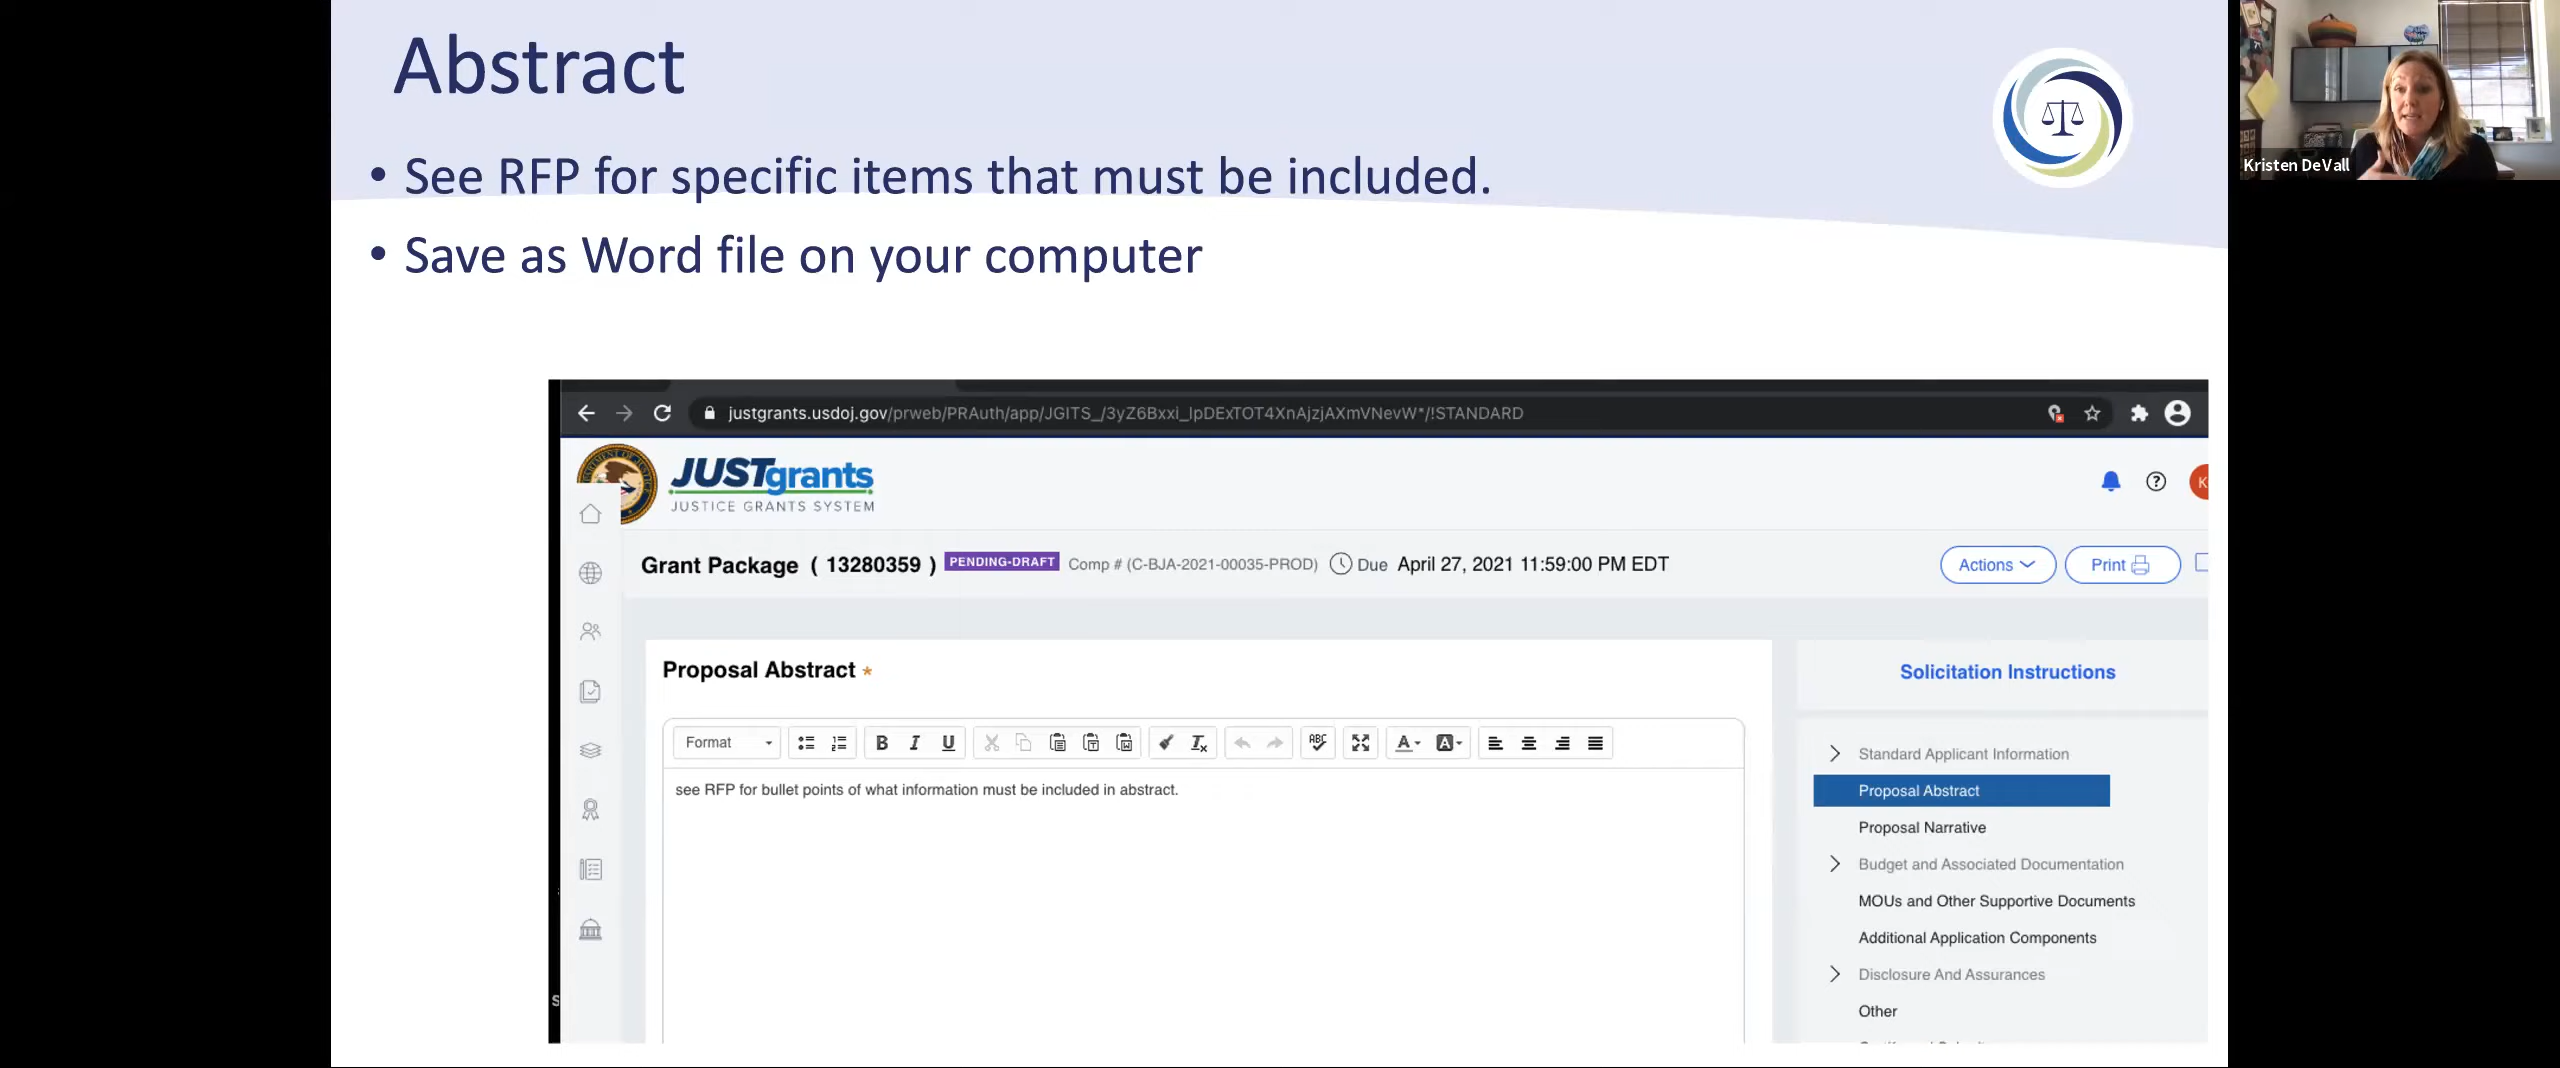 Abstract
• See RFP for specific items that must be included.
• Save as Word file on your computer
Kristen DeVall
justgrants.usdoj.gov/prweb/PRAuth/app/JGITS_/3yZ6Bxxi_IpDExTOT4XnAjzjAXmVNevW*/!STANDARD
JUSTgrants
JUSTICE GRANTS SYSTEM
K
Grant Package ( 13280359 ) PENDING-DRAFT Comp # (C-BJA-2021-00035-PROD) Due April 27, 2021 11:59:00 PM EDT
Actions
Print
Proposal Abstract *
Format
B I U
ABC
A A
see RFP for bullet points of what information must be included in abstract.
Solicitation Instructions
Standard Applicant Information
Proposal Abstract
Proposal Narrative
Budget and Associated Documentation
MOUs and Other Supportive Documents
Additional Application Components
Disclosure And Assurances
Other